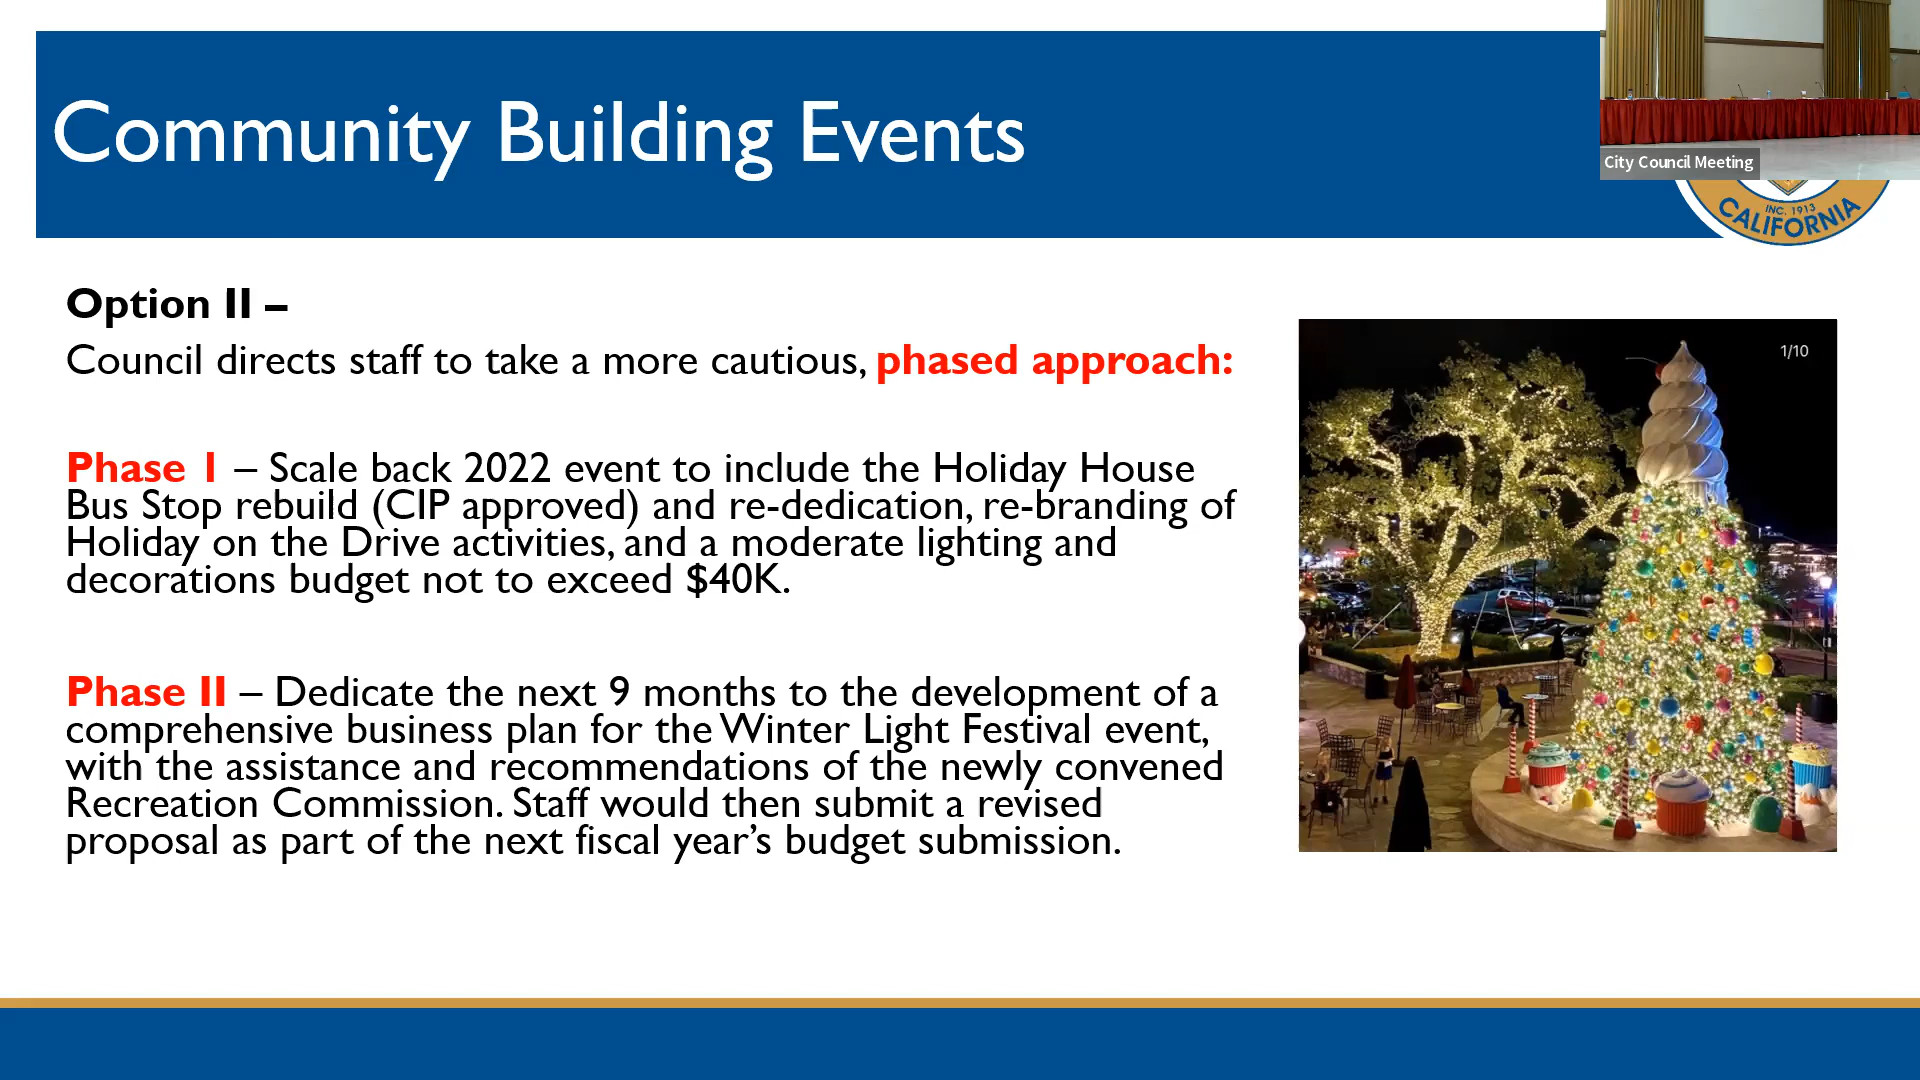 Community Building Events
City Council Meeting
INC. 1913
CALIFORNIA
Option II –
Council directs staff to take a more cautious, phased approach:
Phase I – Scale back 2022 event to include the Holiday House
Bus Stop rebuild (CIP approved) and re-dedication, re-branding of
Holiday on the Drive activities, and a moderate lighting and
decorations budget not to exceed $40K.
Phase II – Dedicate the next 9 months to the development of a
comprehensive business plan for the Winter Light Festival event,
with the assistance and recommendations of the newly convened
Recreation Commission. Staff would then submit a revised
proposal as part of the next fiscal year’s budget submission.
1/10